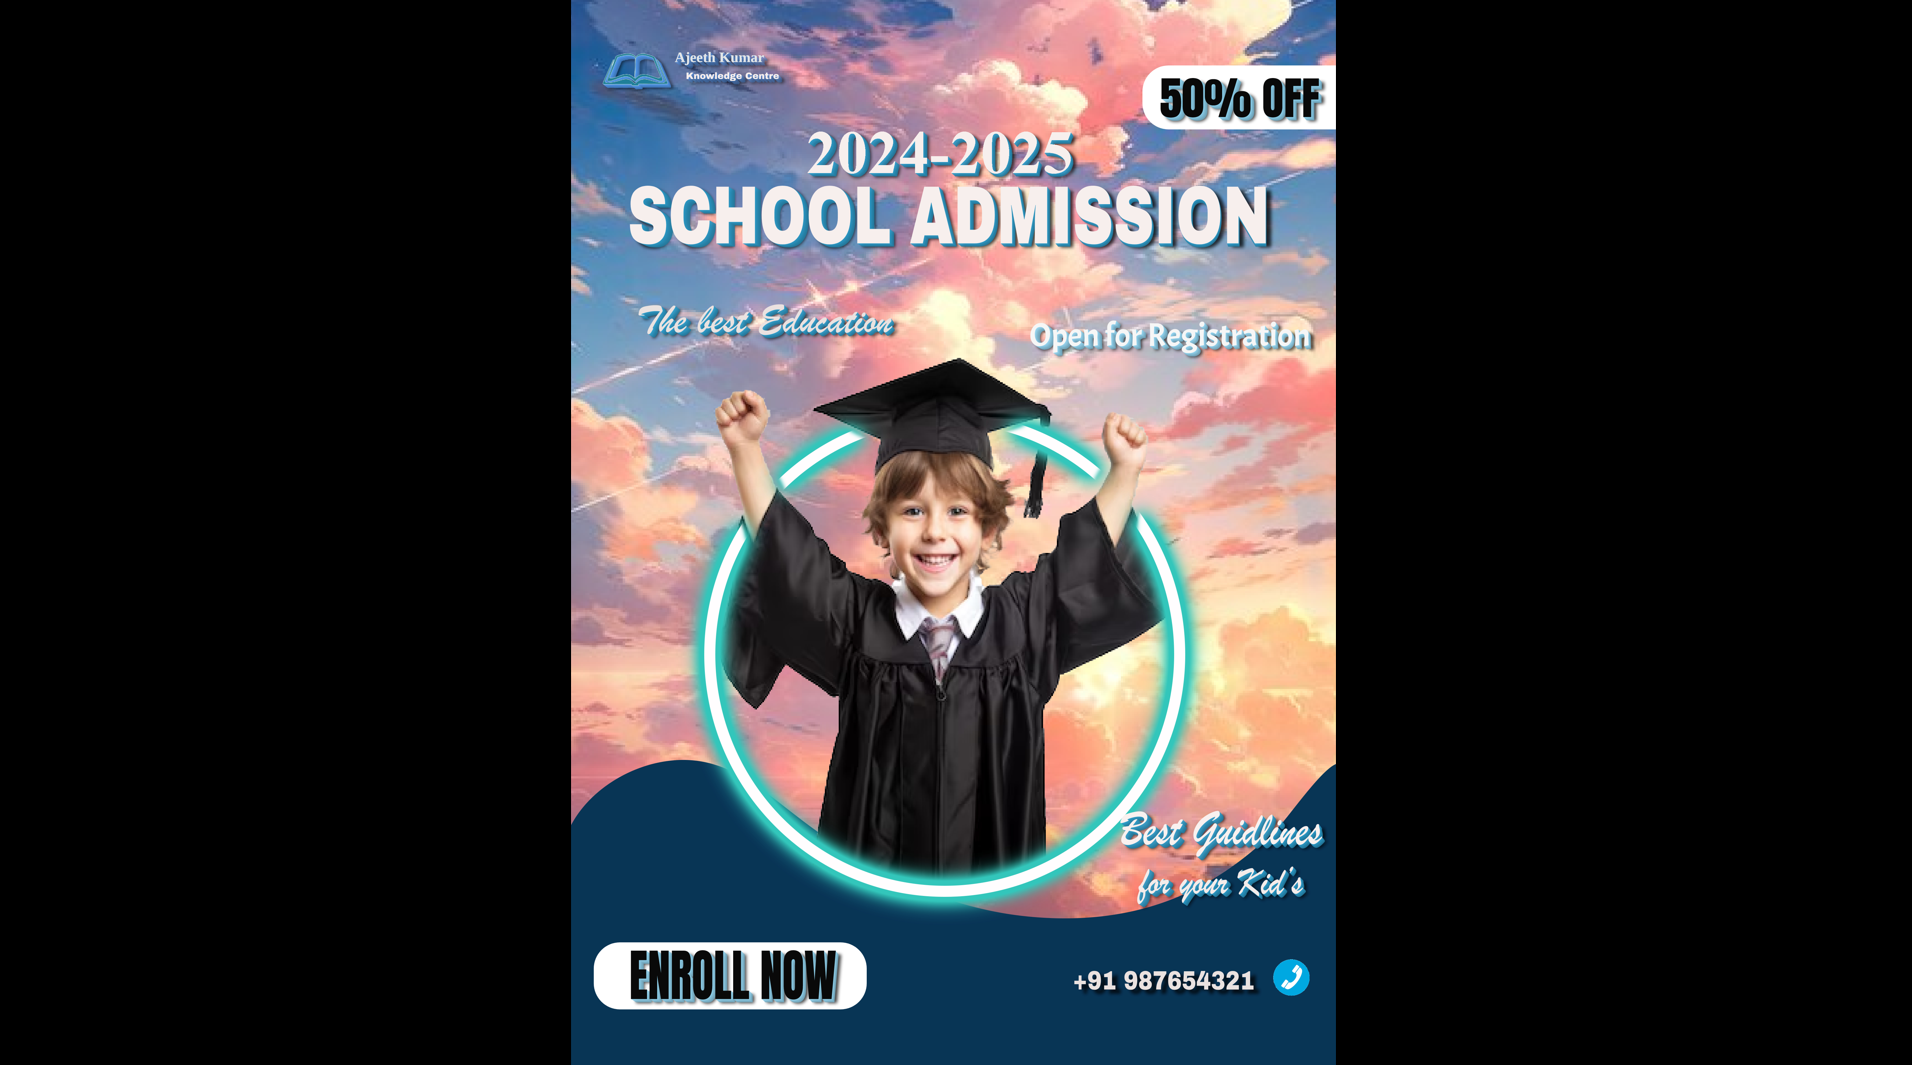 Ajeeth Kumar
Knowledge Centre
50% OFF
2024-2025
SCHOOL ADMISSION
The best Education
Open for Registration
Best Guidlines
for your Kid's
ENROLL NOW
+91 987654321